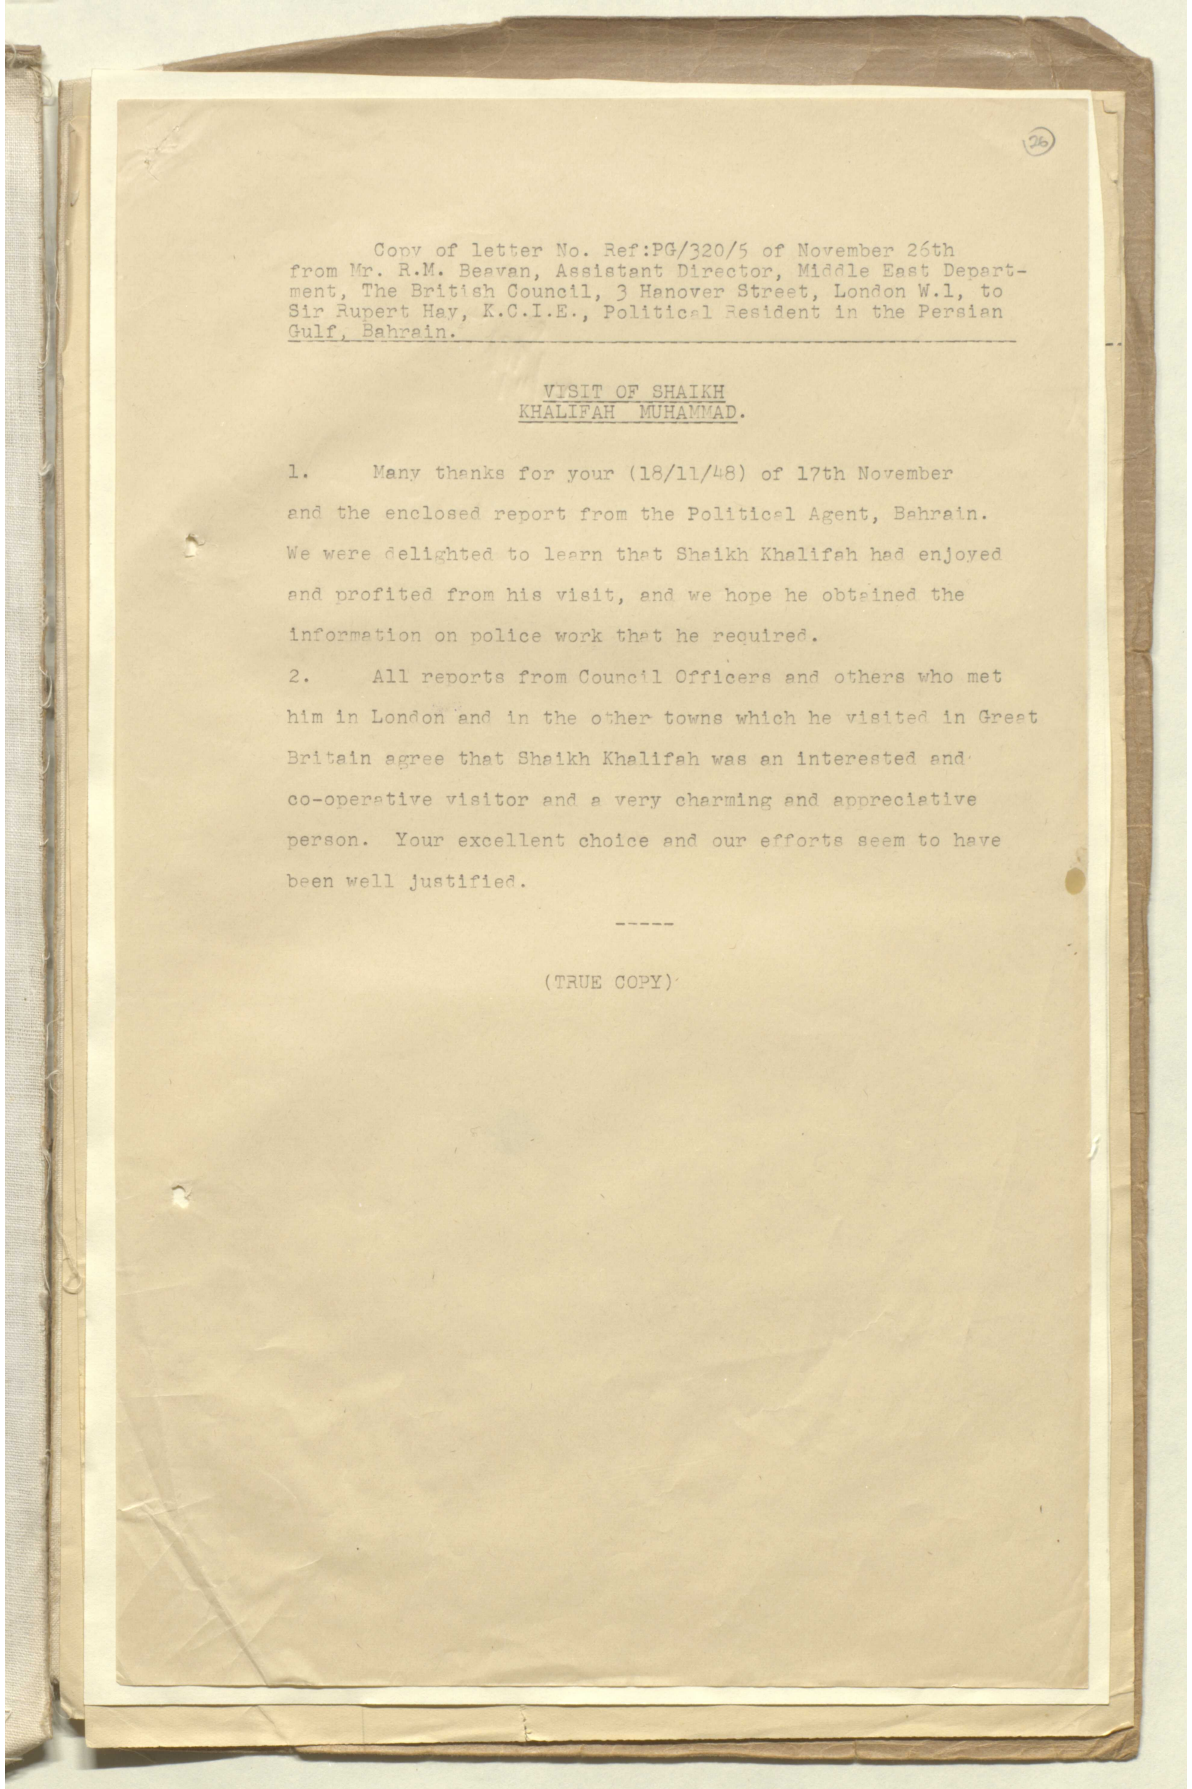 26
Copy of letter No. Ref:PG/320/5 of November 26th
from Mr. R.M. Beavan, Assistant Director, Middle East Depart-
ment, The British Council, 3 Hanover Street, London W.1, to
Sir Rupert Hay, K.C.I.E., Political Resident in the Persian
Gulf, Bahrain.
VISIT OF SHAIKH
KHALIFAH MUHAMMAD.
1. Many thanks for your (18/11/48) of 17th November
and the enclosed report from the Political Agent, Bahrain.
We were delighted to learn that Shaikh Khalifah had enjoyed
and profited from his visit, and we hope he obtained the
information on police work that he required.
2. All reports from Council Officers and others who met
him in London and in the other towns which he visited in Great
Britain agree that Shaikh Khalifah was an interested and
co-operative visitor and a very charming and appreciative
person. Your excellent choice and our efforts seem to have
been well justified.
-----
(TRUE COPY)